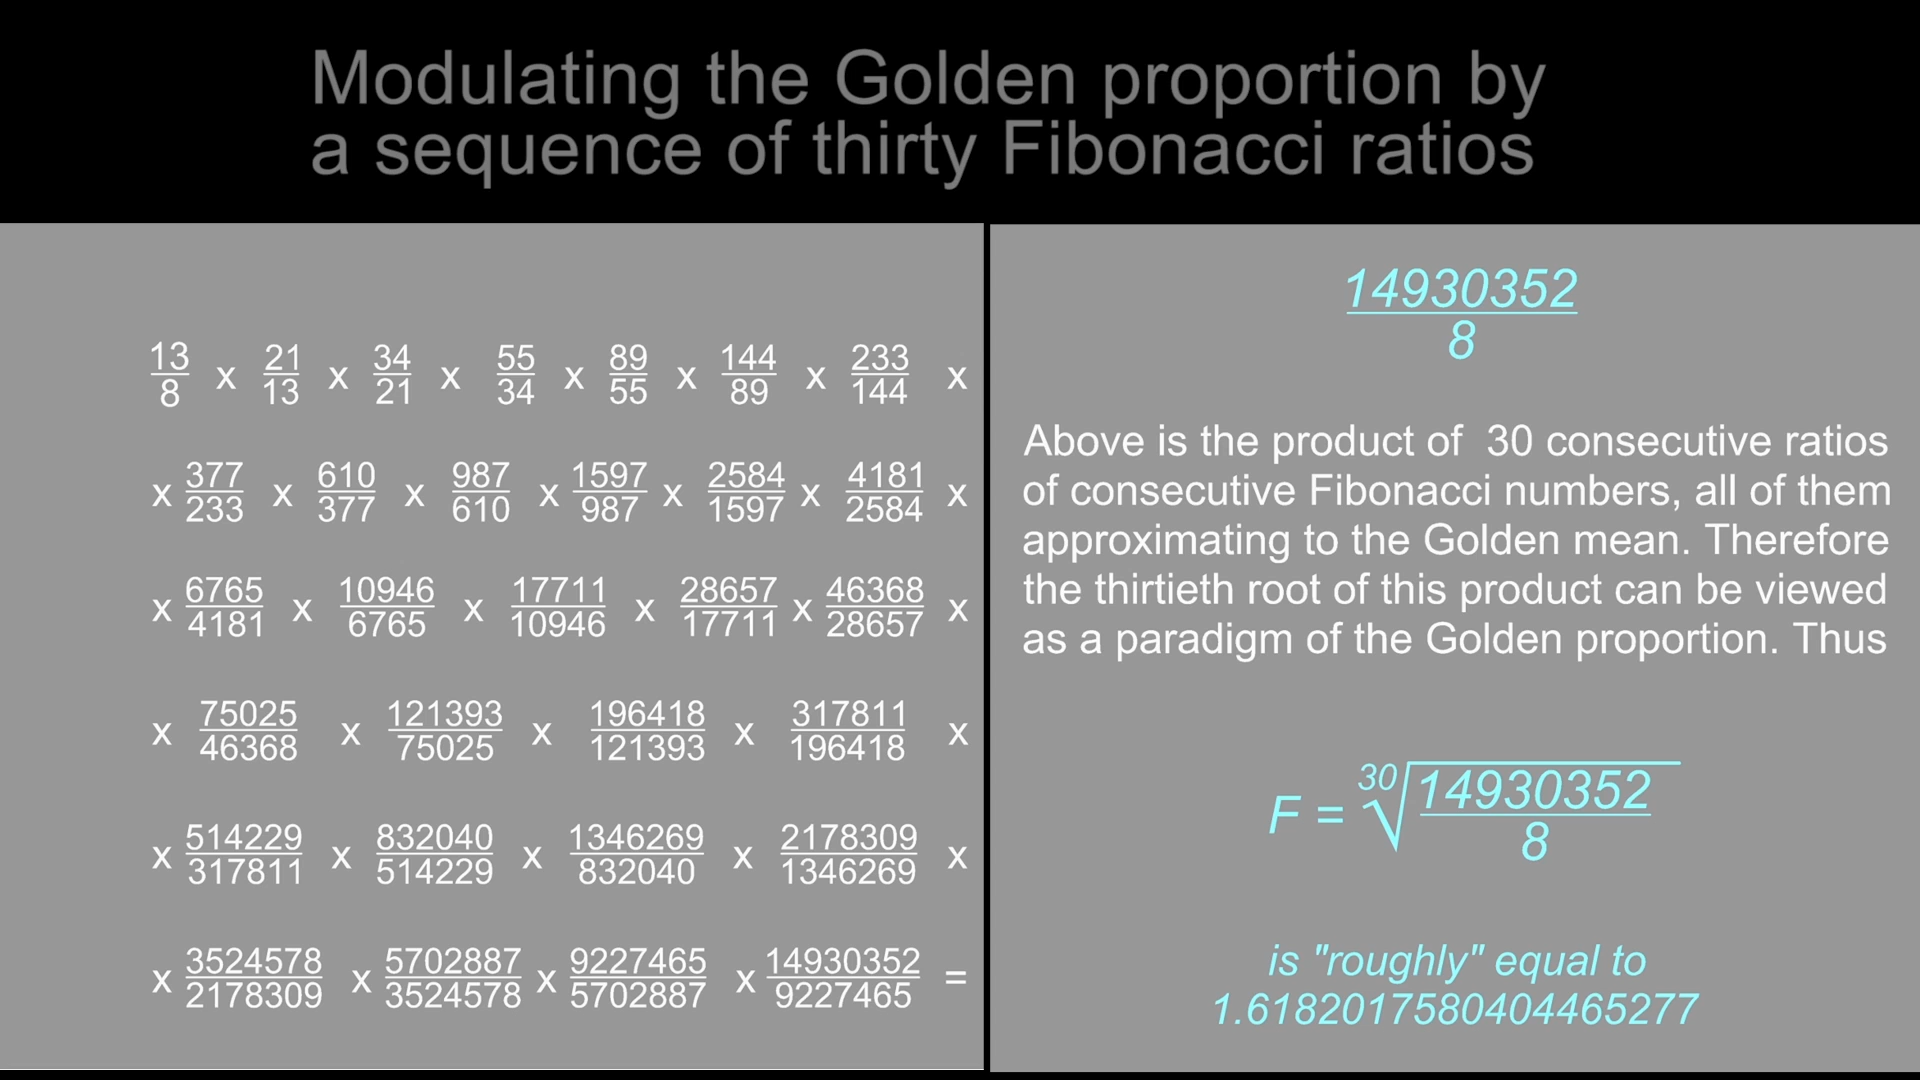 Modulating the Golden proportion by
a sequence of thirty Fibonacci ratios
13/8 x 21/13 x 34/21 x 55/34 x 89/55 x 144/89 x 233/144 x
x 377/233 x 610/377 x 987/610 x 1597/987 x 2584/1597 x 4181/2584 x
x 6765/4181 x 10946/6765 x 17711/10946 x 28657/17711 x 46368/28657 x
x 75025/46368 x 121393/75025 x 196418/121393 x 317811/196418 x
x 514229/317811 x 832040/514229 x 1346269/832040 x 2178309/1346269 x
x 3524578/2178309 x 5702887/3524578 x 9227465/5702887 x 14930352/9227465 =
14930352
8
Above is the product of 30 consecutive ratios
of consecutive Fibonacci numbers, all of them
approximating to the Golden mean. Therefore
the thirtieth root of this product can be viewed
as a paradigm of the Golden proportion. Thus
F = 30√14930352/8
is "roughly" equal to
1.6182017580404465277